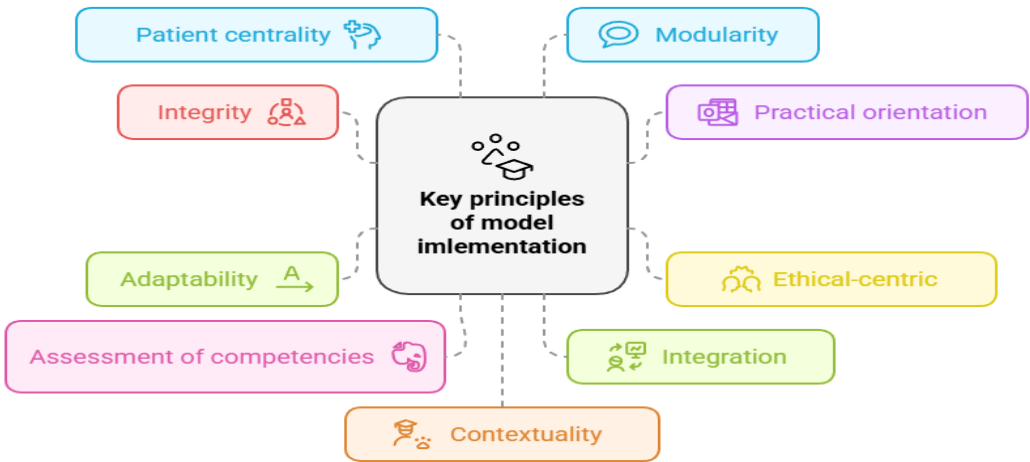 Patient centrality
Modularity
Integrity
Practical orientation
Key principles
of model
imlementation
Adaptability
A
Ethical-centric
Assessment of competencies
Integration
Contextuality